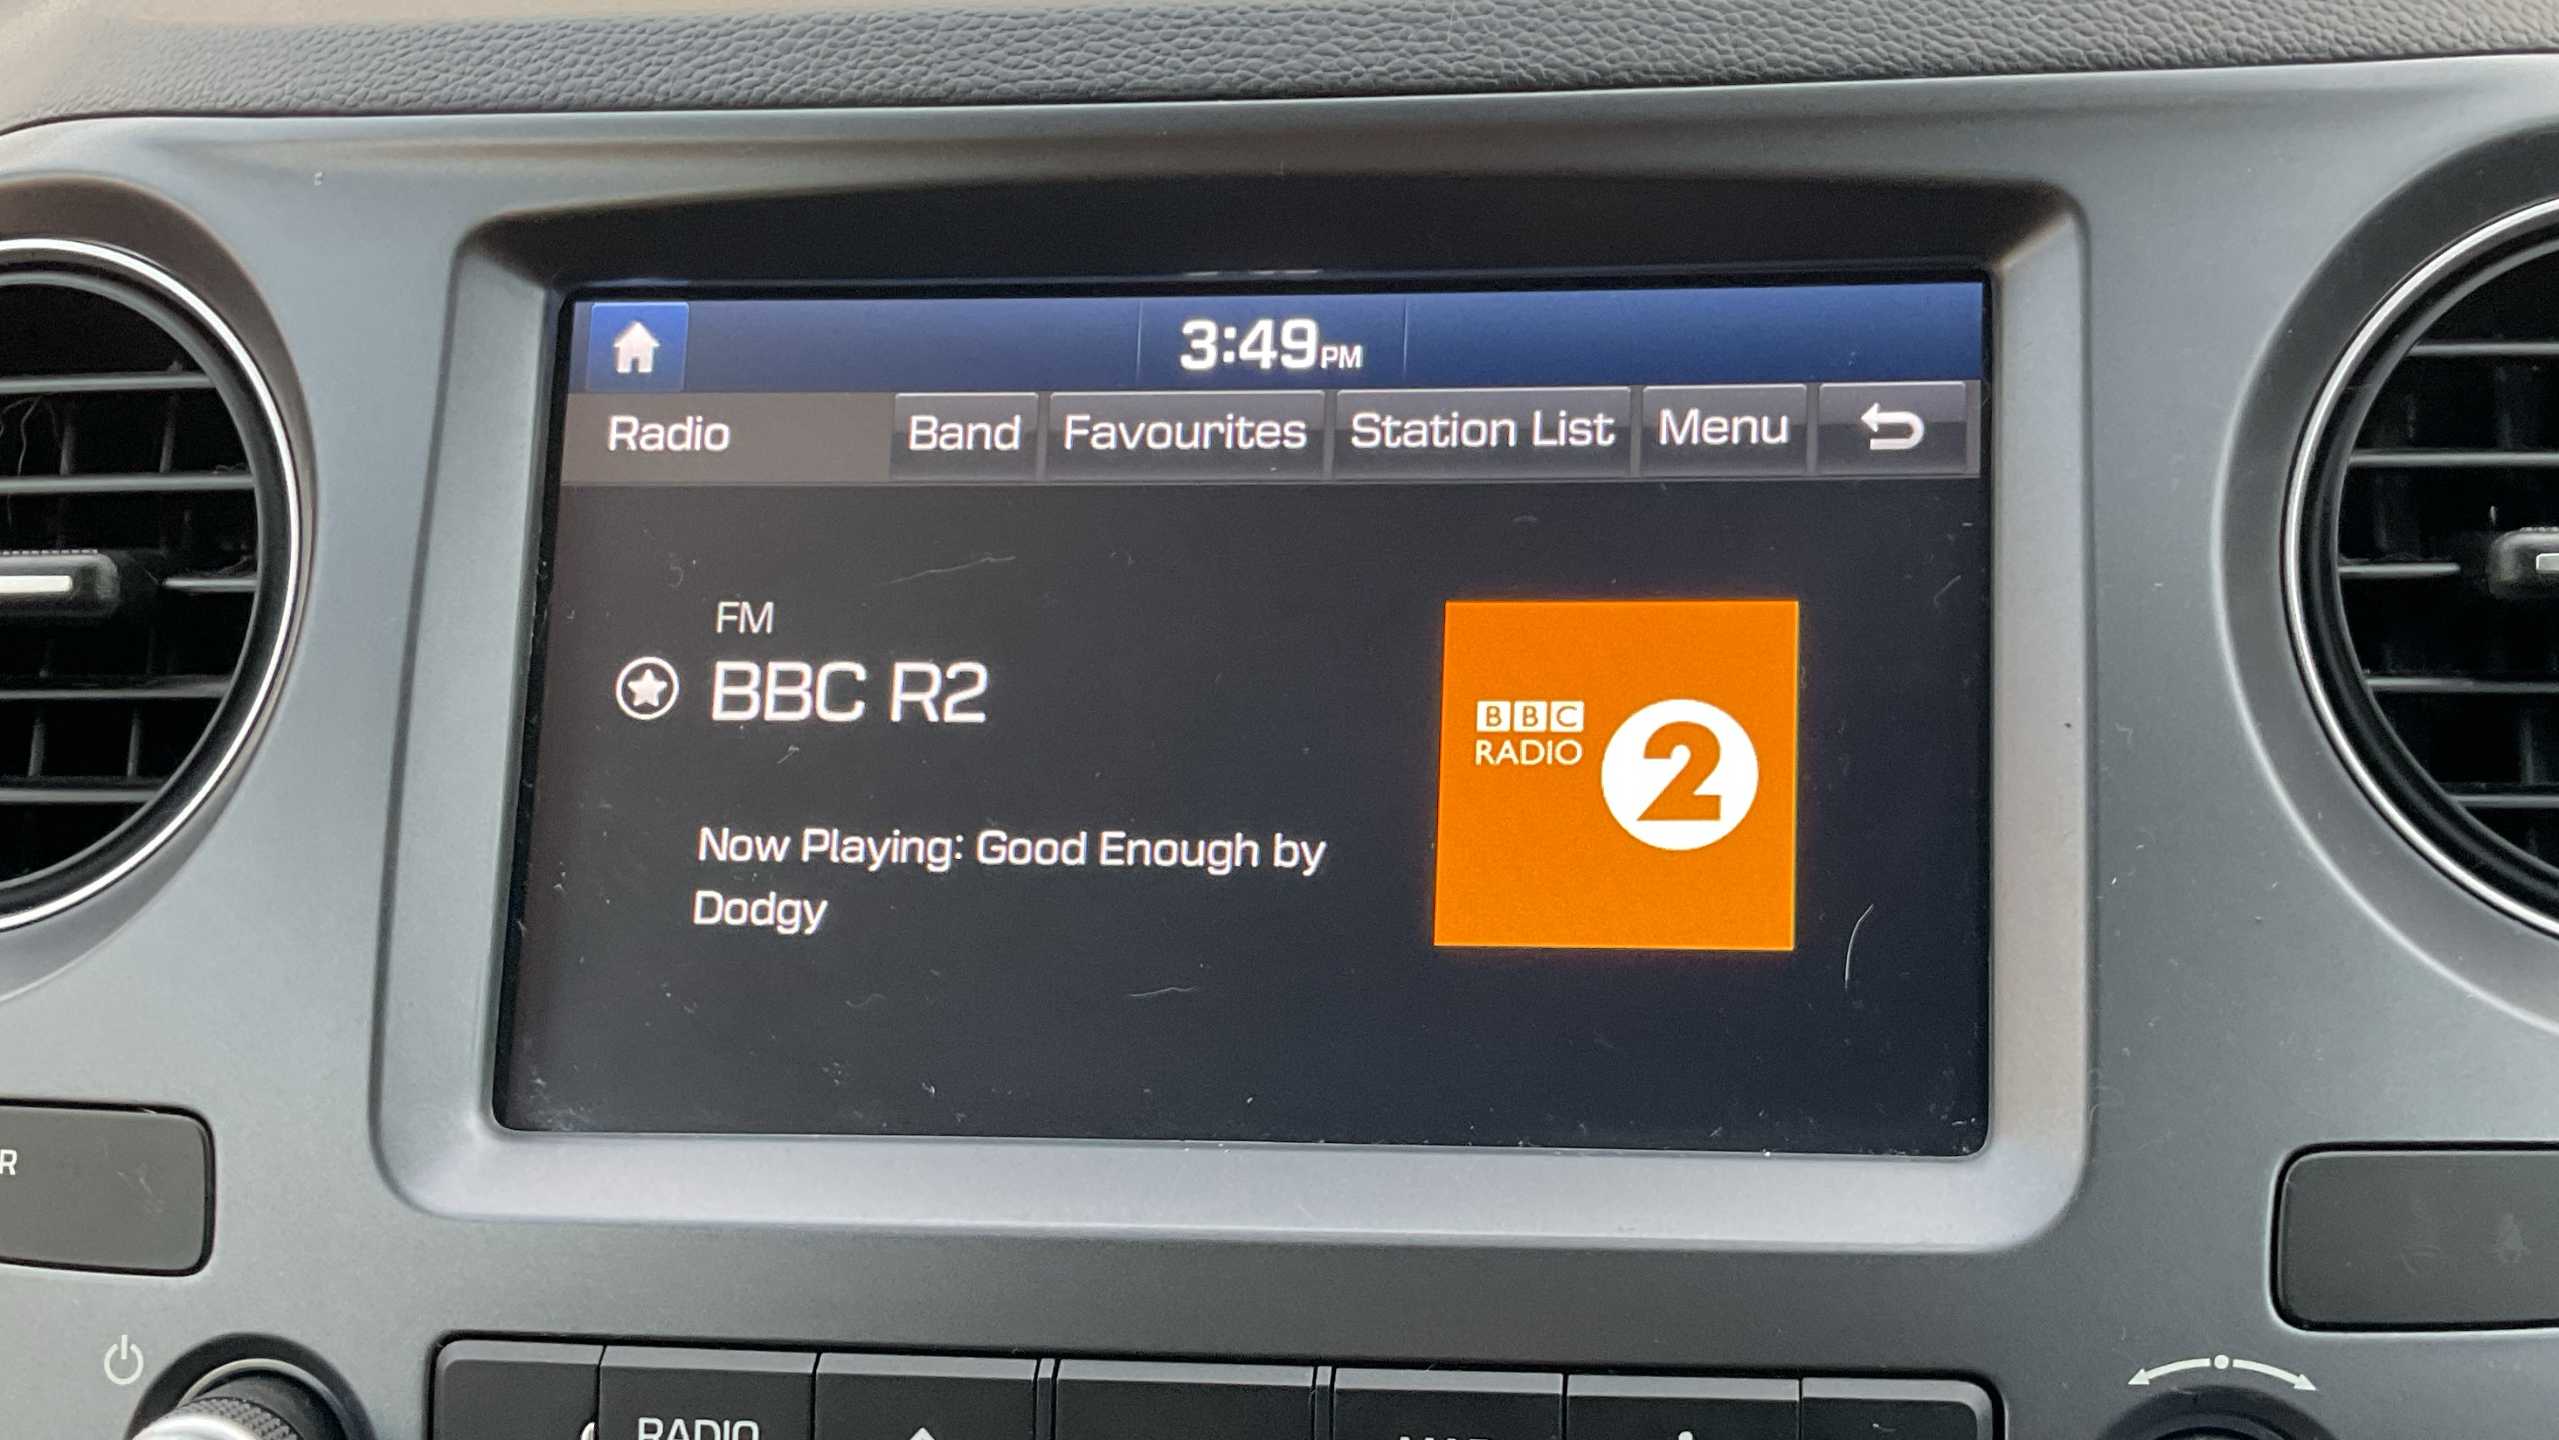 3:49PM
Radio Band Favourites Station List Menu
FM
BBC R2
BBC
RADIO 2
Now Playing: Good Enough by
Dodgy
R
RADIO